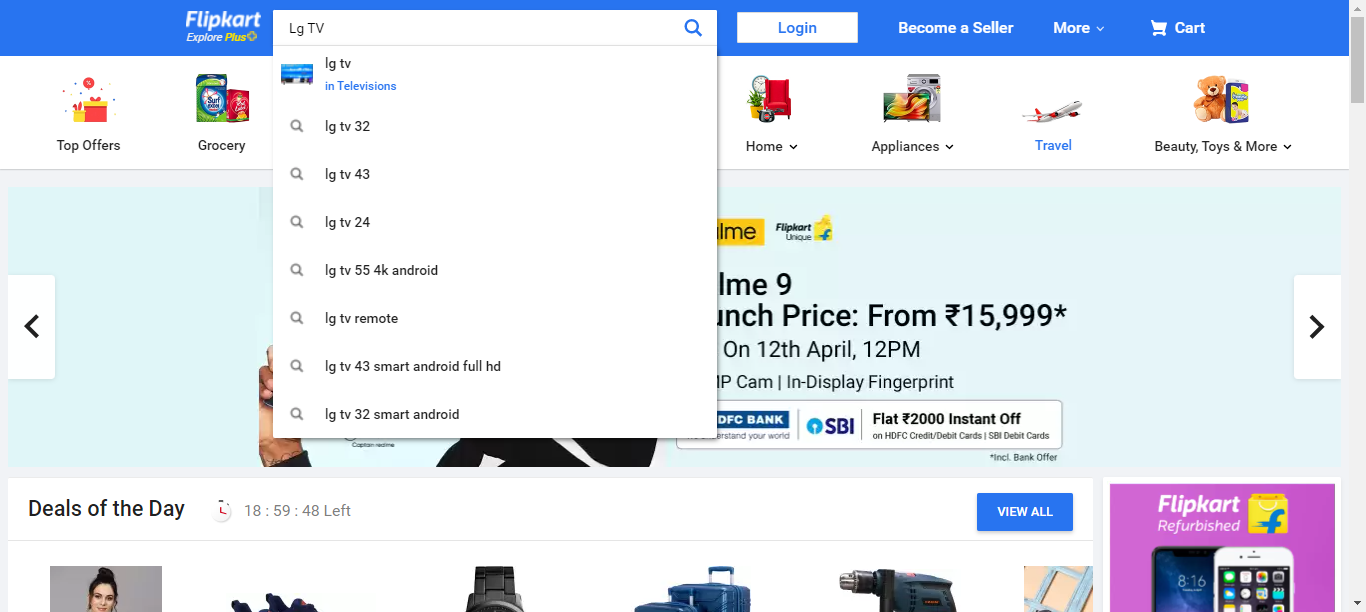 Flipkart
Explore Plus
Lg TV
Login
Become a Seller
More
Cart
lg tv
in Televisions
lg tv 32
lg tv 43
lg tv 24
lg tv 55 4k android
lg tv remote
lg tv 43 smart android full hd
lg tv 32 smart android
Top Offers
Grocery
Home
Appliances
Travel
Beauty, Toys & More
lme
Flipkart
Unique
lme 9
unch Price: From ₹15,999*
On 12th April, 12PM
MP Cam | In-Display Fingerprint
DFC BANK
erstand your world
SBI
Flat ₹2000 Instant Off
on HDFC Credit/Debit Cards | SBI Debit Cards
*Incl. Bank Offer
Captain redime
Deals of the Day
18 : 59 : 48 Left
VIEW ALL
Flipkart
Refurbished
8:16